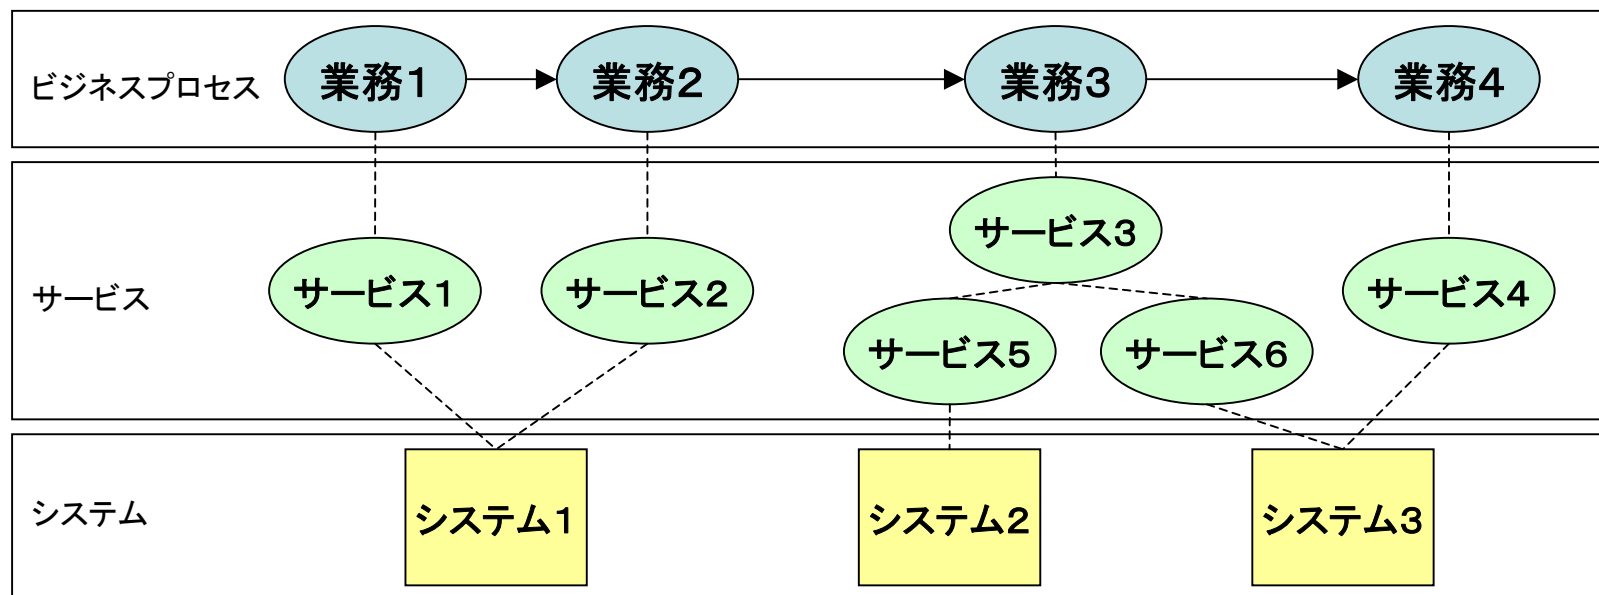 ビジネスプロセス
業務1
業務2
業務3
業務4
サービス
サービス1
サービス2
サービス3
サービス4
サービス5
サービス6
システム
システム1
システム2
システム3